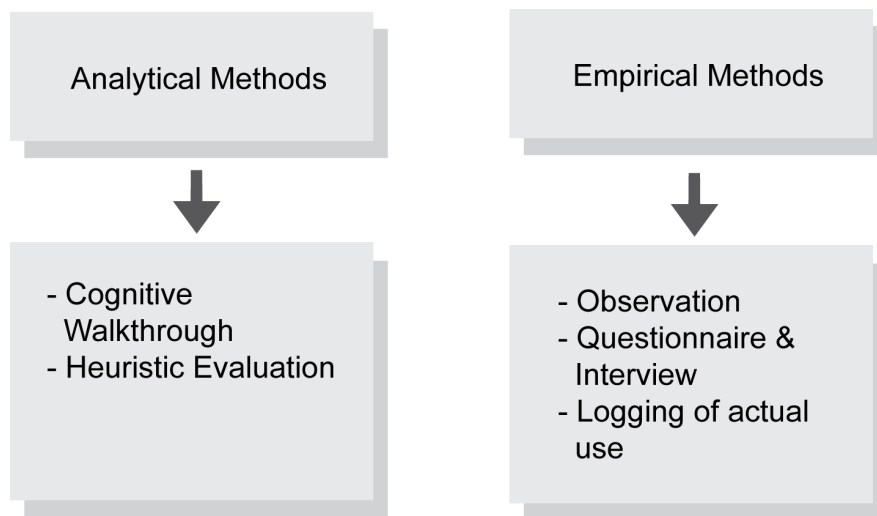 Analytical Methods
- Cognitive
Walkthrough
- Heuristic Evaluation
Empirical Methods
- Observation
- Questionnaire &
Interview
- Logging of actual
use